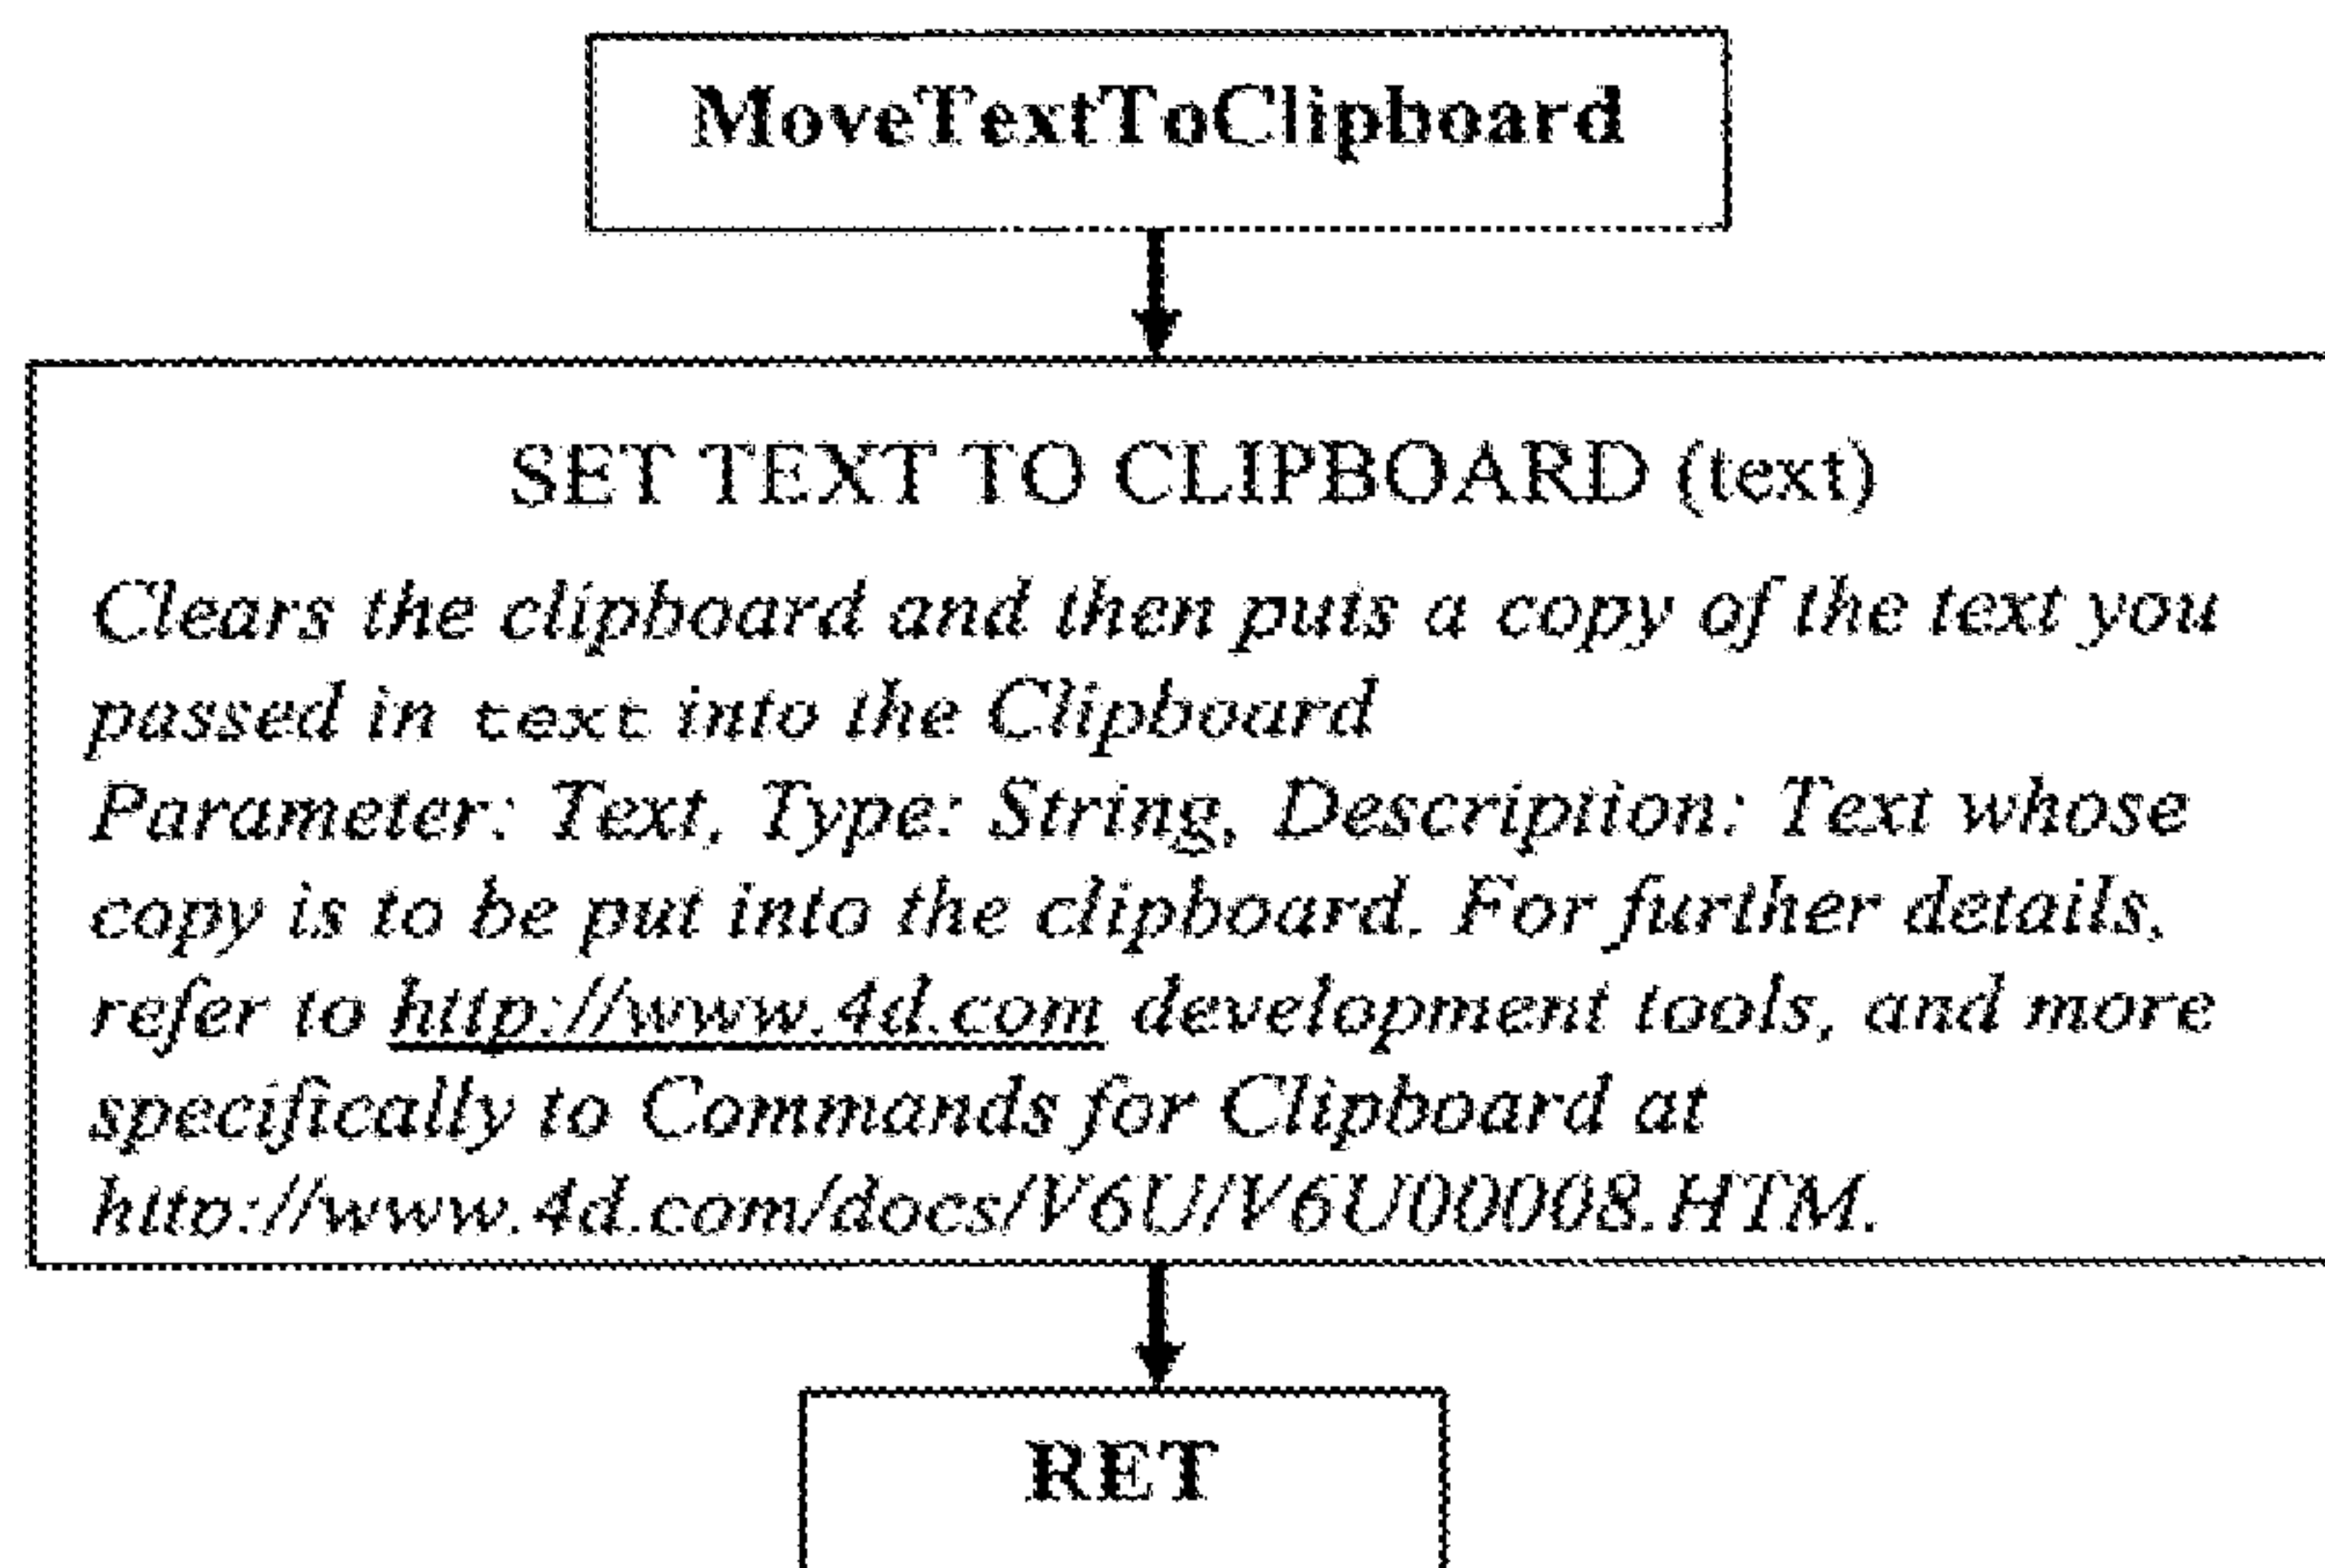 MoveTextToClipboard
SET TEXT TO CLIPBOARD (text)
Clears the clipboard and then puts a copy of the text you
passed in text into the Clipboard
Parameter: Text, Type: String, Description: Text whose
copy is to be put into the clipboard. For further details,
refer to http://www.4d.com development tools, and more
specifically to Commands for Clipboard at
http://www.4d.com/docs/V6U/V6U00008.HTM.
RET